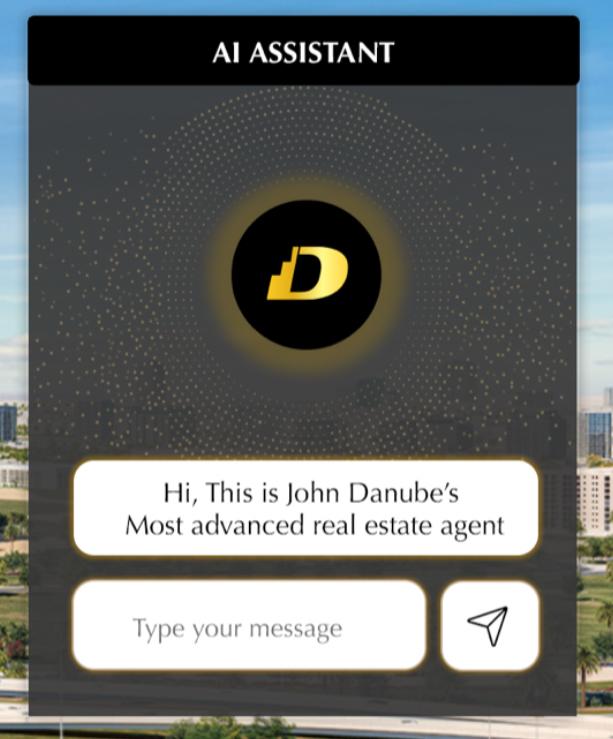 AI ASSISTANT
D
Hi, This is John Danube’s
Most advanced real estate agent
Type your message